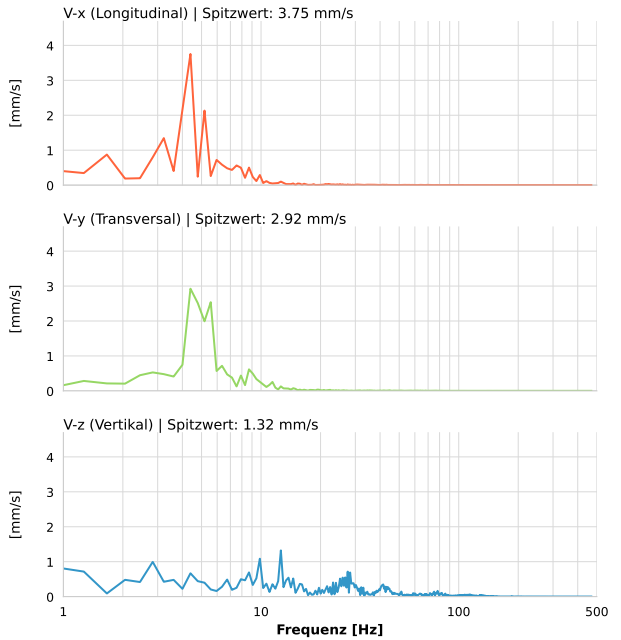 V-x (Longitudinal) | Spitzwert: 3.75 mm/s
4
3
2
1
0
[mm/s]
V-y (Transversal) | Spitzwert: 2.92 mm/s
4
3
2
1
0
[mm/s]
V-z (Vertikal) | Spitzwert: 1.32 mm/s
4
3
2
1
0
[mm/s]
1 10 100 500
Frequenz [Hz]